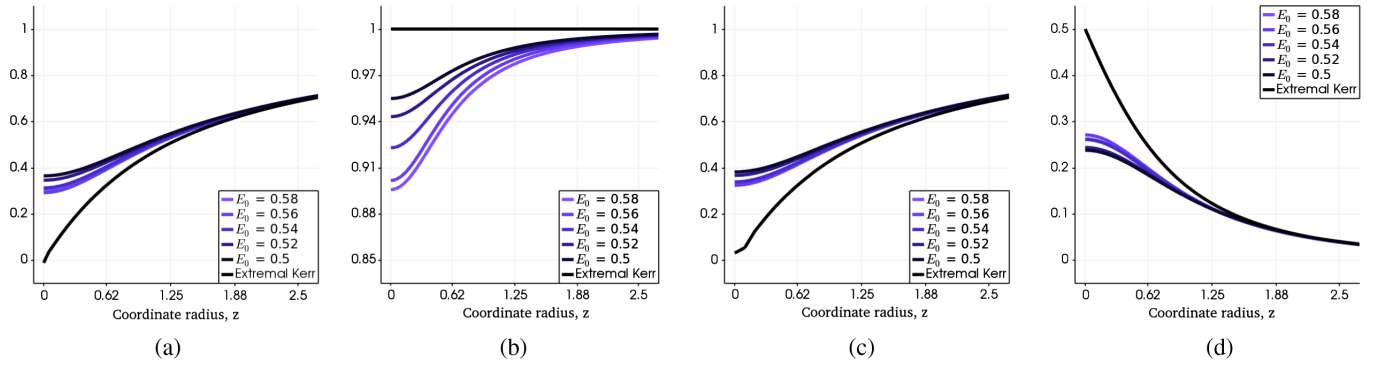 1
0.8
0.6
0.4
0.2
0
0
0.62
1.25
1.88
2.5
Coordinate radius, z
E₀ = 0.58
E₀ = 0.56
E₀ = 0.54
E₀ = 0.52
E₀ = 0.5
Extremal Kerr
(a)
1
0.97
0.94
0.91
0.88
0.85
0
0.62
1.25
1.88
2.5
Coordinate radius, z
E₀ = 0.58
E₀ = 0.56
E₀ = 0.54
E₀ = 0.52
E₀ = 0.5
Extremal Kerr
(b)
1
0.8
0.6
0.4
0.2
0
0
0.62
1.25
1.88
2.5
Coordinate radius, z
E₀ = 0.58
E₀ = 0.56
E₀ = 0.54
E₀ = 0.52
E₀ = 0.5
Extremal Kerr
(c)
0.5
0.4
0.3
0.2
0.1
0
0
0.62
1.25
1.88
2.5
Coordinate radius, z
E₀ = 0.58
E₀ = 0.56
E₀ = 0.54
E₀ = 0.52
E₀ = 0.5
Extremal Kerr
(d)